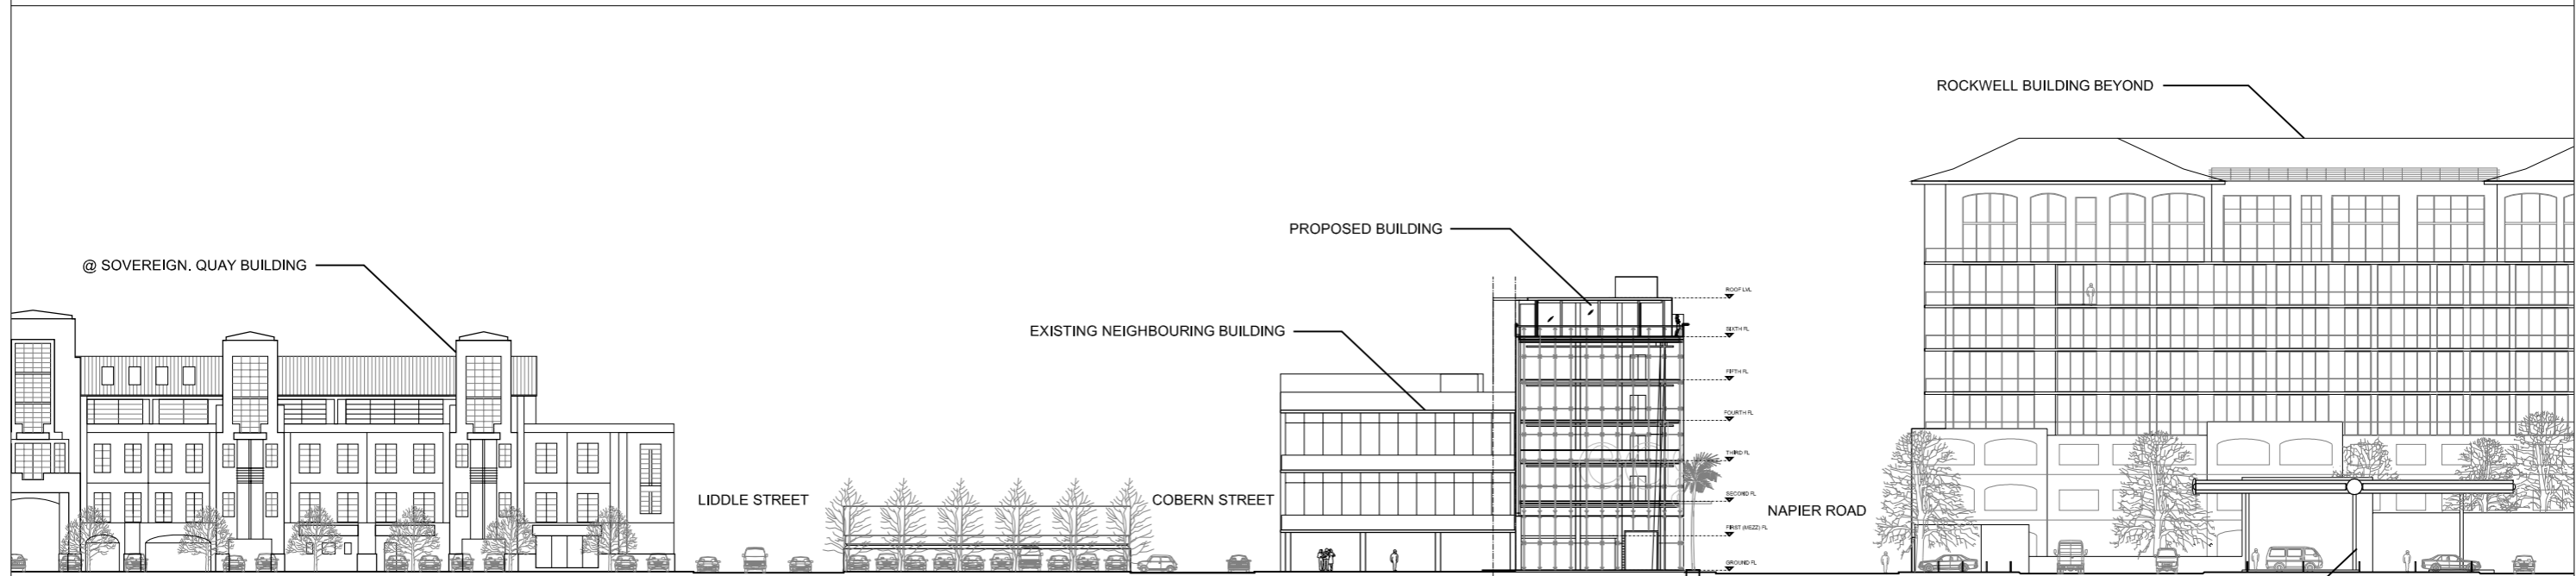 ROCKWELL BUILDING BEYOND
PROPOSED BUILDING
@ SOVEREIGN. QUAY BUILDING
EXISTING NEIGHBOURING BUILDING
ROOF LVL
SIXTH FL
FIFTH FL
FOURTH FL
THIRD FL
SECOND FL
FIRST (MEZZ) FL
GROUND FL
LIDDLE STREET
COBERN STREET
NAPIER ROAD